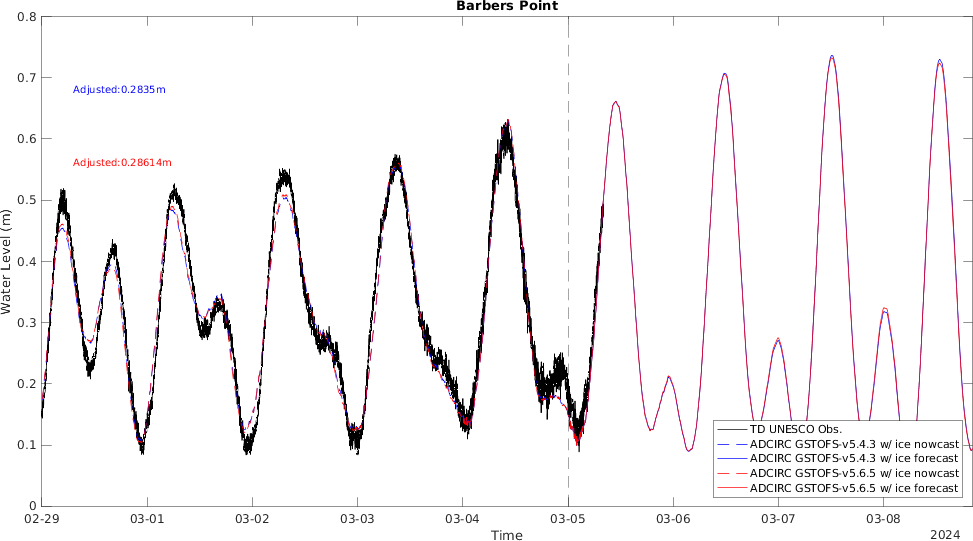 Barbers Point
0.8
0.7
0.6
0.5
0.4
0.3
0.2
0.1
0
Water Level (m)
Adjusted:0.2835m
Adjusted:0.28614m
TD UNESCO Obs.
ADCIRC GSTOFS-v5.4.3 w/ ice nowcast
ADCIRC GSTOFS-v5.4.3 w/ ice forecast
ADCIRC GSTOFS-v5.6.5 w/ ice nowcast
ADCIRC GSTOFS-v5.6.5 w/ ice forecast
02-29 03-01 03-02 03-03 03-04 03-05 03-06 03-07 03-08
Time
2024